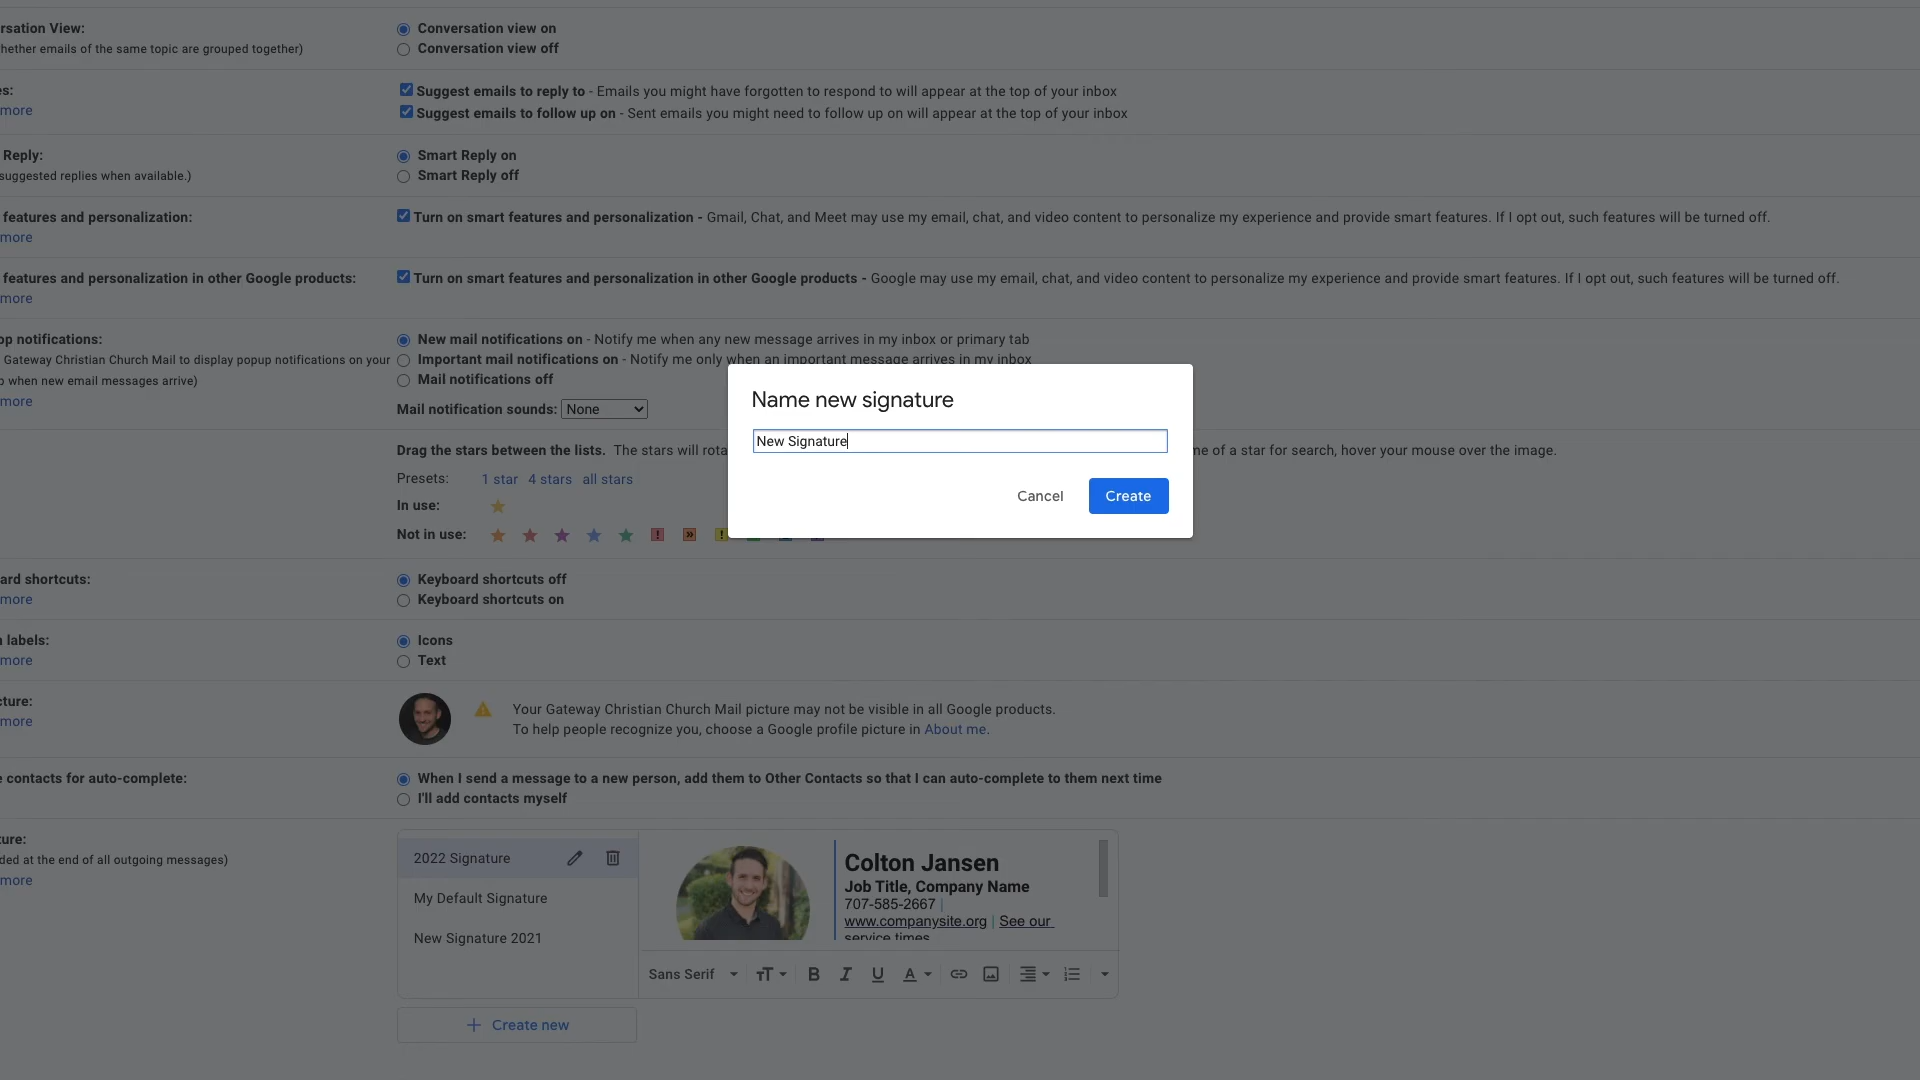 rsation View:
Conversation view on
hether emails of the same topic are grouped together)
Conversation view off
es:
Suggest emails to reply to - Emails you might have forgotten to respond to will appear at the top of your inbox
more
Suggest emails to follow up on - Sent emails you might need to follow up on will appear at the top of your inbox
Reply:
Smart Reply on
suggested replies when available.)
Smart Reply off
features and personalization:
Turn on smart features and personalization - Gmail, Chat, and Meet may use my email, chat, and video content to personalize my experience and provide smart features. If I opt out, such features will be turned off.
more
features and personalization in other Google products:
Turn on smart features and personalization in other Google products - Google may use my email, chat, and video content to personalize my experience and provide smart features. If I opt out, such features will be turned off.
more
op notifications:
New mail notifications on - Notify me when any new message arrives in my inbox or primary tab
Gateway Christian Church Mail to display popup notifications on your
Important mail notifications on - Notify me only when an important message arrives in my inbox
p when new email messages arrive)
Mail notifications off
more
Mail notification sounds: None
Name new signature
New Signature
Cancel
Create
Drag the stars between the lists. The stars will rota
me of a star for search, hover your mouse over the image.
Presets: 1 star 4 stars all stars
In use:
Not in use:
ard shortcuts:
Keyboard shortcuts off
more
Keyboard shortcuts on
n labels:
Icons
more
Text
cture:
Your Gateway Christian Church Mail picture may not be visible in all Google products.
more
To help people recognize you, choose a Google profile picture in About me.
e contacts for auto-complete:
When I send a message to a new person, add them to Other Contacts so that I can auto-complete to them next time
I'll add contacts myself
ture:
ded at the end of all outgoing messages)
more
2022 Signature
My Default Signature
New Signature 2021
Colton Jansen
Job Title, Company Name
707-585-2667 |
www.companysite.org | See our
service times
Sans Serif
Create new